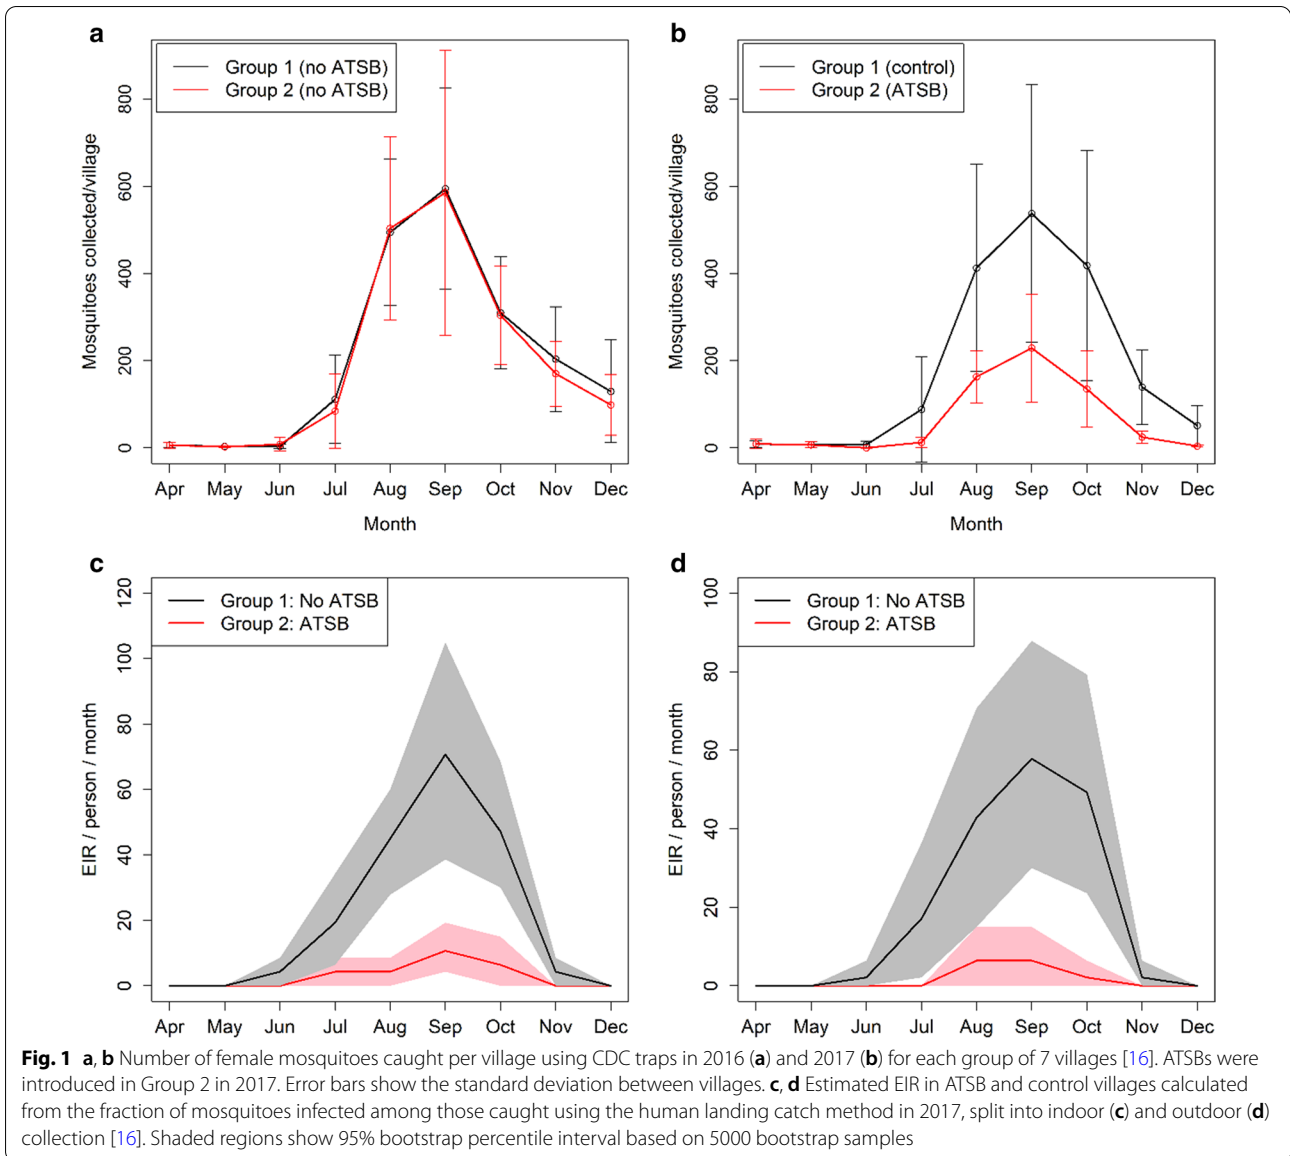 a
Group 1 (no ATSB)
Group 2 (no ATSB)
Mosquitoes collected/village
800
600
400
200
0
Apr May Jun Jul Aug Sep Oct Nov Dec
Month
b
Group 1 (control)
Group 2 (ATSB)
Mosquitoes collected/village
800
600
400
200
0
Apr May Jun Jul Aug Sep Oct Nov Dec
Month
c
Group 1: No ATSB
Group 2: ATSB
EIR / person / month
120
100
80
60
40
20
0
Apr May Jun Jul Aug Sep Oct Nov Dec
d
Group 1: No ATSB
Group 2: ATSB
EIR / person / month
100
80
60
40
20
0
Apr May Jun Jul Aug Sep Oct Nov Dec
Fig. 1 a, b Number of female mosquitoes caught per village using CDC traps in 2016 (a) and 2017 (b) for each group of 7 villages [16]. ATSBs were
introduced in Group 2 in 2017. Error bars show the standard deviation between villages. c, d Estimated EIR in ATSB and control villages calculated
from the fraction of mosquitoes infected among those caught using the human landing catch method in 2017, split into indoor (c) and outdoor (d)
collection [16]. Shaded regions show 95% bootstrap percentile interval based on 5000 bootstrap samples